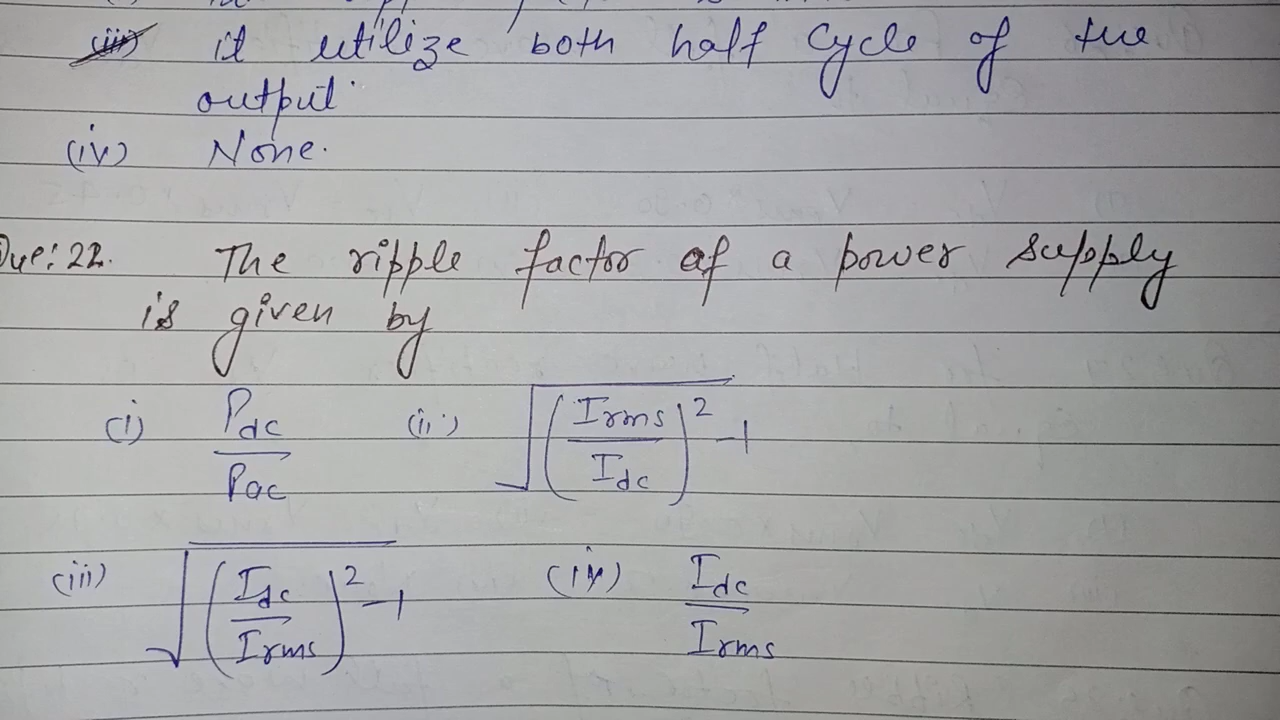 (iii) it utilize both half cycle of the
output.
(iv) None.
Que: 22. The ripple factor of a power supply
is given by
(i) Pdc/Pac (ii) √((Irms/Idc)² - 1)
(iii) √((Idc/Irms)² - 1) (iv) Idc/Irms